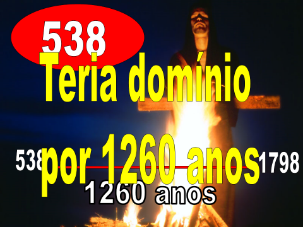 538
Teria domínio
por 1260 anos
538
1798
1260 anos